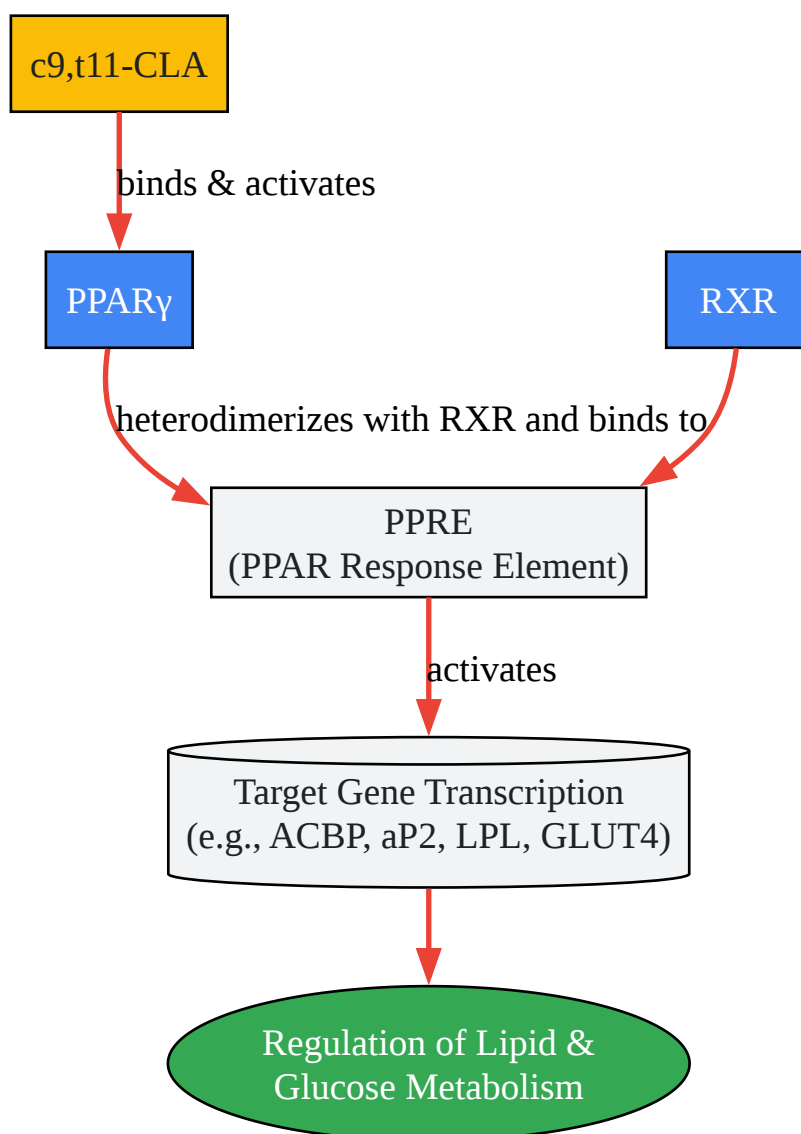 c9,t11-CLA
binds & activates
PPARγ
RXR
heterodimerizes with RXR and binds to
PPRE
(PPAR Response Element)
activates
Target Gene Transcription
(e.g., ACBP, aP2, LPL, GLUT4)
Regulation of Lipid &
Glucose Metabolism